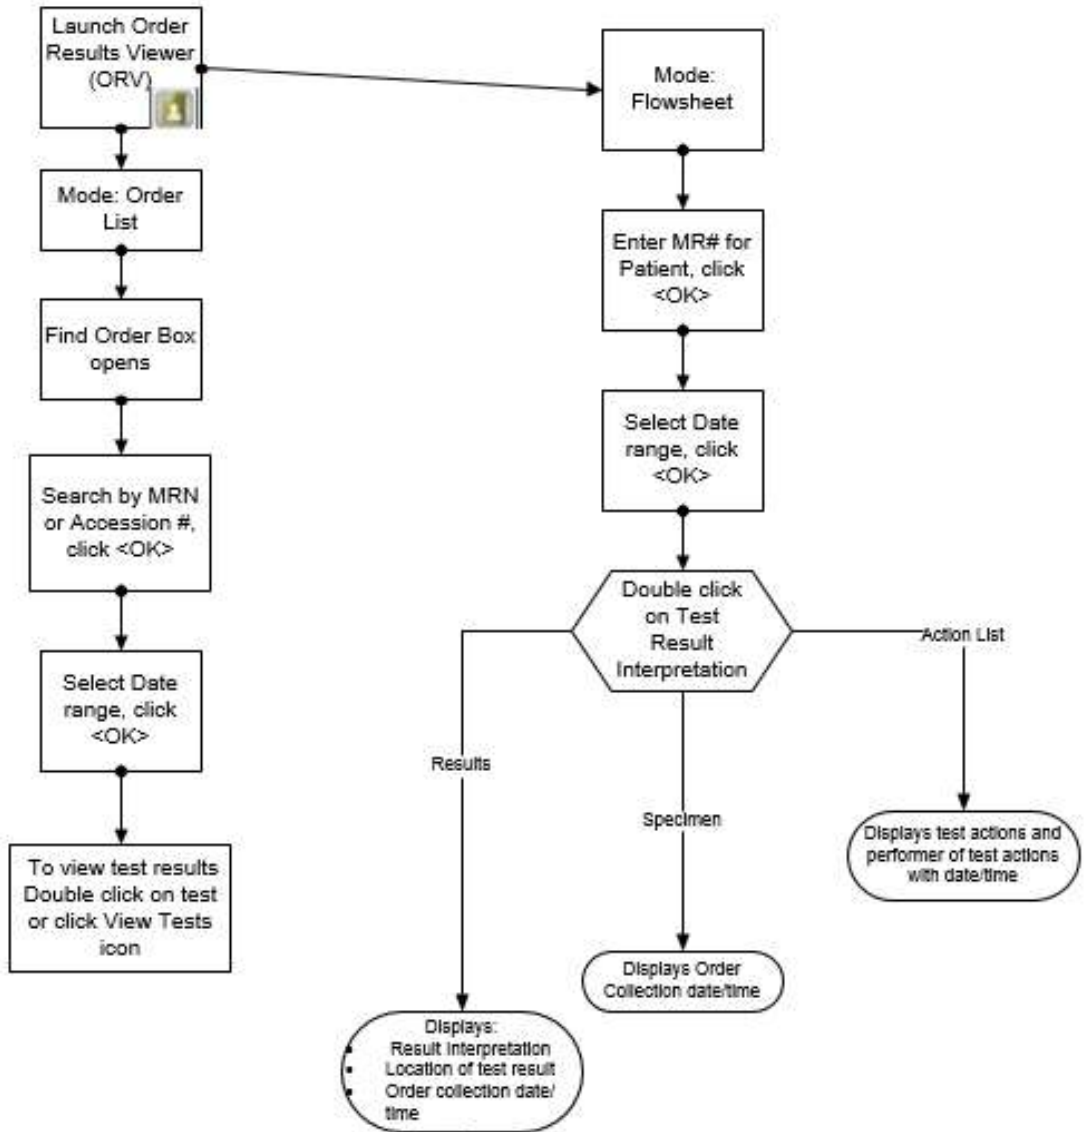 Launch Order
Results Viewer
(ORV)
Mode: Order
List
Find Order Box
opens
Search by MRN
or Accession #,
click <OK>
Select Date
range, click
<OK>
To view test results
Double click on test
or click View Tests
icon
Mode:
Flowsheet
Enter MR# for
Patient, click
<OK>
Select Date
range, click
<OK>
Double click
on Test
Result
Interpretation
Results
Specimen
Action List
Displays:
▪ Result Interpretation
▪ Location of test result
▪ Order collection date/
time
Displays Order
Collection date/time
Displays test actions and
performer of test actions
with date/time